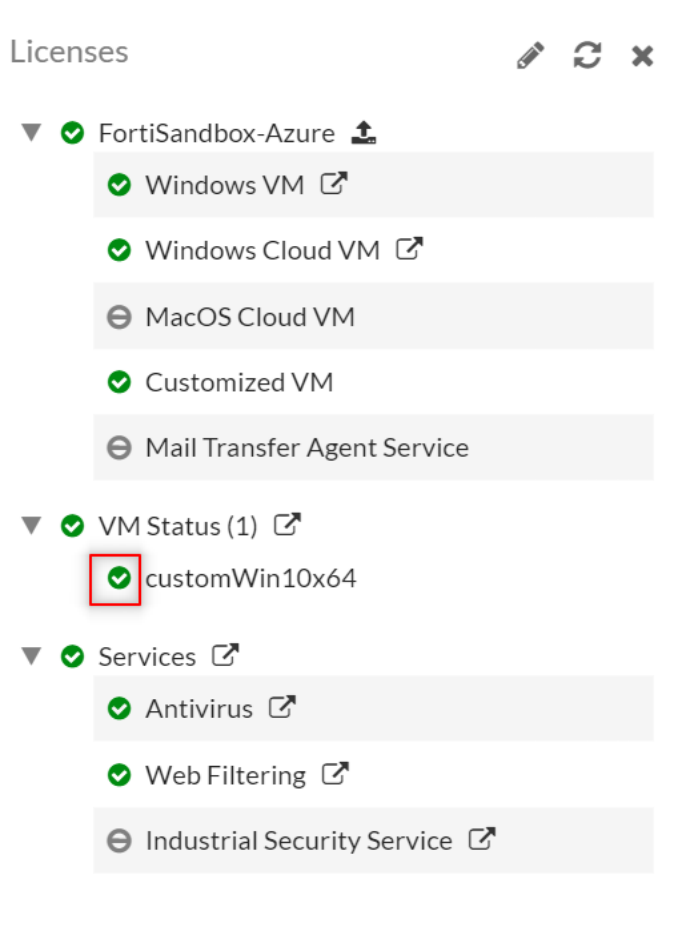 Licenses
FortiSandbox-Azure
Windows VM
Windows Cloud VM
MacOS Cloud VM
Customized VM
Mail Transfer Agent Service
VM Status (1)
customWin10x64
Services
Antivirus
Web Filtering
Industrial Security Service